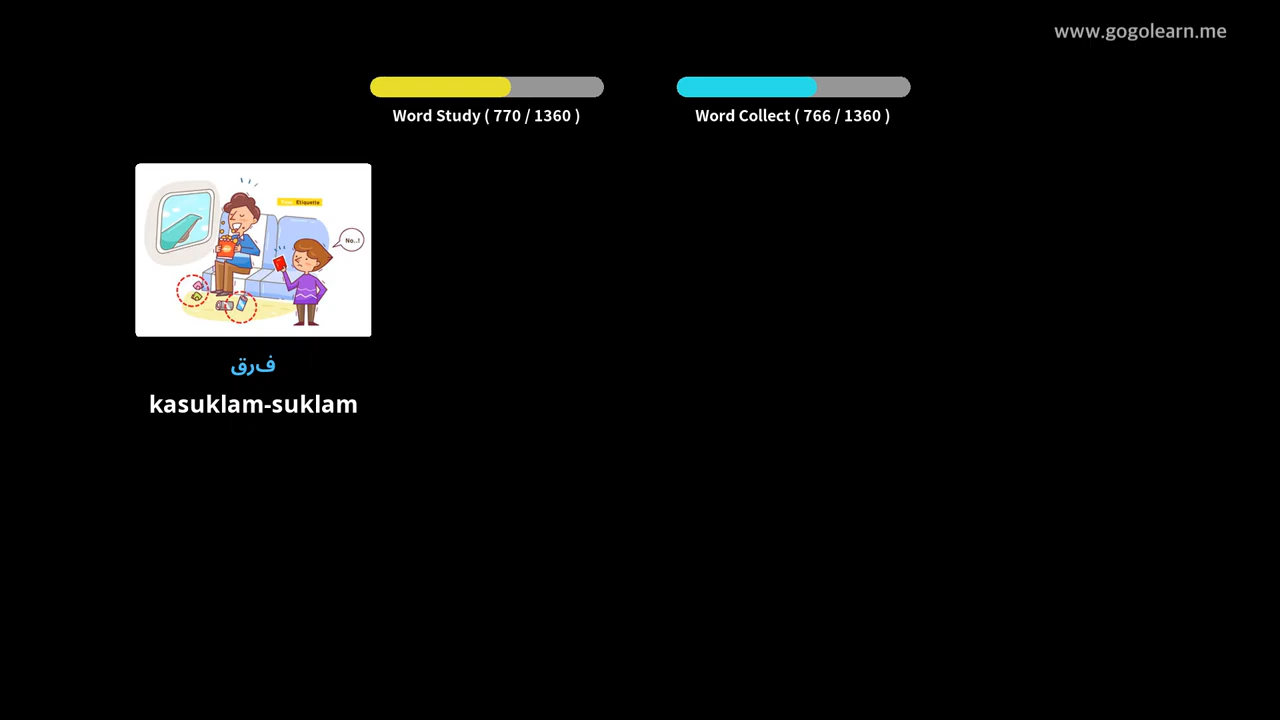 www.gogolearn.me
Word Study ( 770 / 1360 )
Word Collect ( 766 / 1360 )
Etiquette
No..!
فرق
kasuklam-suklam